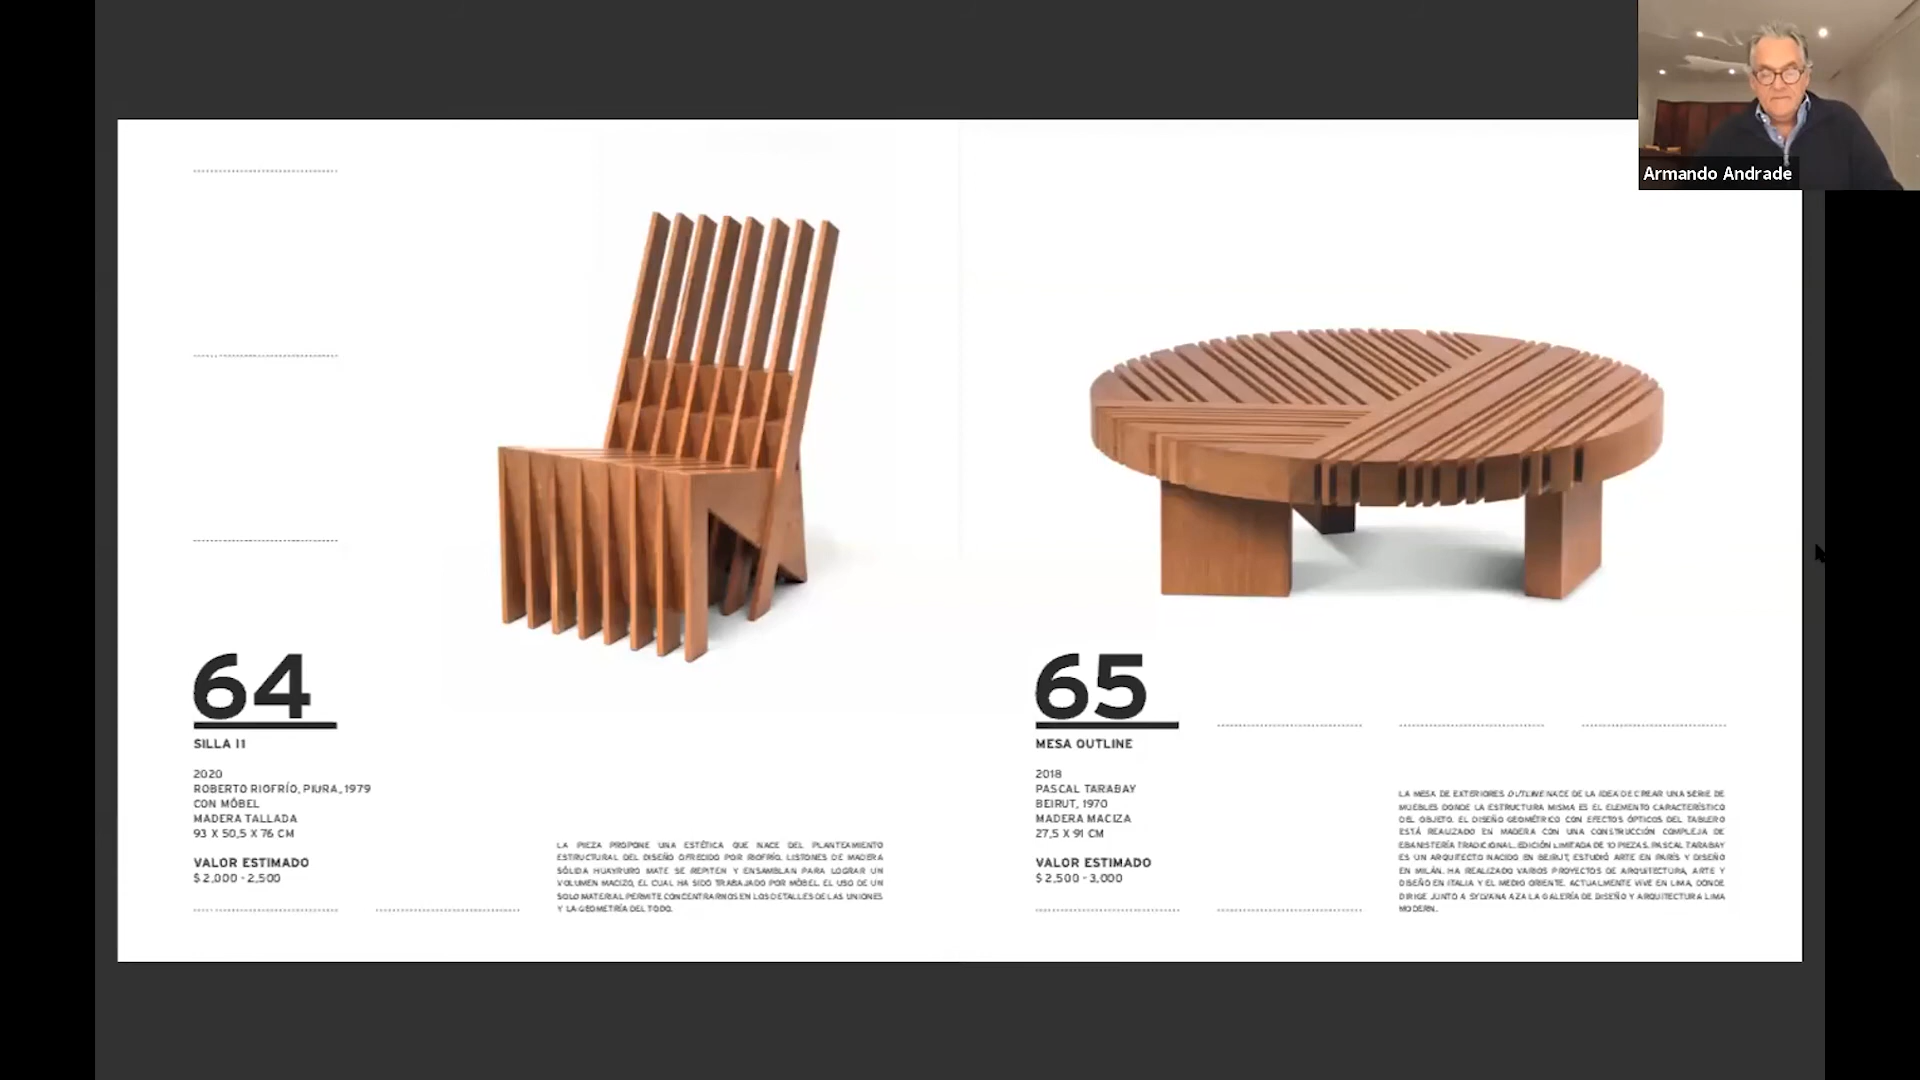 Armando Andrade
64
SILLA I1
2020
ROBERTO RIOFRÍO, PIURA, 1979
CON MÓBEL
MADERA TALLADA
93 X 50,5 X 76 CM
VALOR ESTIMADO
$ 2,000 - 2,500
LA PIEZA PROPONE UNA ESTÉTICA QUE NACE DEL PLANTEAMIENTO
ESTRUCTURAL DEL DISEÑO OFRECIDO POR RIOFRÍO. LISTONES DE MADERA
SÓLIDA HUAYRURO MATE SE REPITEN Y ENSAMBLAN PARA LOGRAR UN
VOLUMEN MACIZO, EL CUAL HA SIDO TRABAJADO POR MÓBEL. EL USO DE UN
SOLO MATERIAL PERMITE CONCENTRARNOS EN LOS DETALLES DE LAS UNIONES
Y LA GEOMETRÍA DEL TODO.
65
MESA OUTLINE
2018
PASCAL TARABAY
BEIRUT, 1970
MADERA MACIZA
27,5 X 91 CM
VALOR ESTIMADO
$ 2,500 - 3,000
LA MESA DE EXTERIORES OUTLINE NACE DE LA IDEA DE CREAR UNA SERIE DE
MUEBLES DONDE LA ESTRUCTURA MISMA ES EL ELEMENTO CARACTERÍSTICO
DEL OBJETO. EL DISEÑO GEOMÉTRICO CON EFECTOS ÓPTICOS DEL TABLERO
ESTÁ REALIZADO EN MADERA CON UNA CONSTRUCCIÓN COMPLEJA DE
EBANISTERÍA TRADICIONAL. EDICIÓN LIMITADA DE 10 PIEZAS. PASCAL TARABAY
ES UN ARQUITECTO NACIDO EN BEIRUT, ESTUDIÓ ARTE EN PARÍS Y DISEÑO
EN MILÁN. HA REALIZADO VARIOS PROYECTOS DE ARQUITECTURA, ARTE Y
DISEÑO EN ITALIA Y EL MEDIO ORIENTE. ACTUALMENTE VIVE EN LIMA, DONDE
DIRIGE JUNTO A SYLVANA AZA LA GALERÍA DE DISEÑO Y ARQUITECTURA LIMA
MODERN.